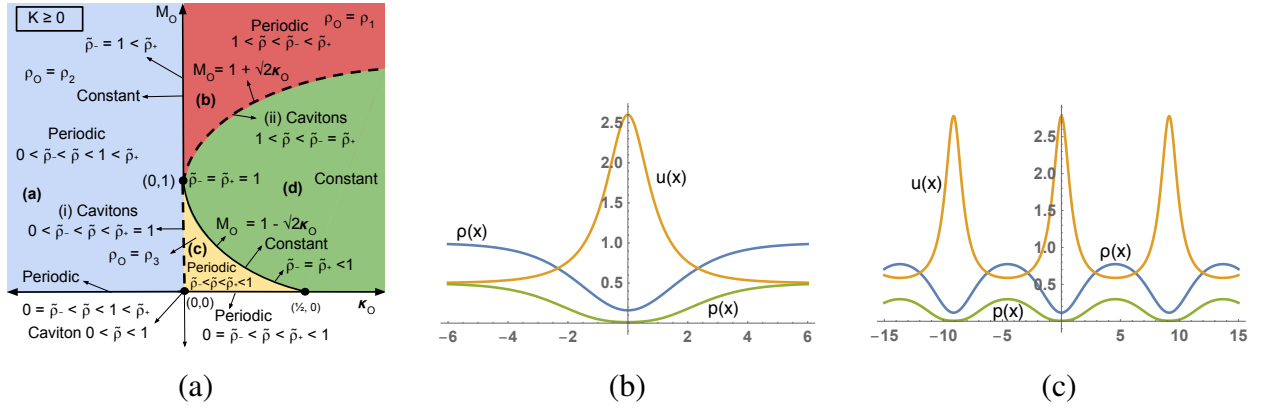 K ≥ 0
M_O
Periodic
ρ_O = ρ_1
1 < ρ̃ < ρ̃_- < ρ̃_+
ρ̃_- = 1 < ρ̃_+
M_O = 1 + √2κ_O
ρ_O = ρ_2
Constant
(b)
(ii) Cavitons
1 < ρ̃ < ρ̃_- = ρ̃_+
Periodic
0 < ρ̃_- < ρ̃ < 1 < ρ̃_+
(0,1)
ρ̃_- = ρ̃_+ = 1
Constant
(a)
(d)
(i) Cavitons
0 < ρ̃_- < ρ̃ < ρ̃_+ = 1
M_O = 1 - √2κ_O
Constant
(c)
ρ_O = ρ_3
ρ̃_- = ρ̃_+ < 1
Periodic
Periodic
ρ̃_- < ρ̃ < ρ̃_+ < 1
(0,0)
(½, 0)
κ_O
0 = ρ̃_- < ρ̃ < 1 < ρ̃_+
Periodic
Caviton 0 < ρ̃ < 1
0 = ρ̃_- < ρ̃ < ρ̃_+ < 1
(a)
2.5
2.0
u(x)
1.5
ρ(x)
1.0
0.5
p(x)
-6 -4 -2 0 2 4 6
(b)
2.5
2.0
u(x)
1.5
1.0
ρ(x)
0.5
p(x)
-15 -10 -5 0 5 10 15
(c)